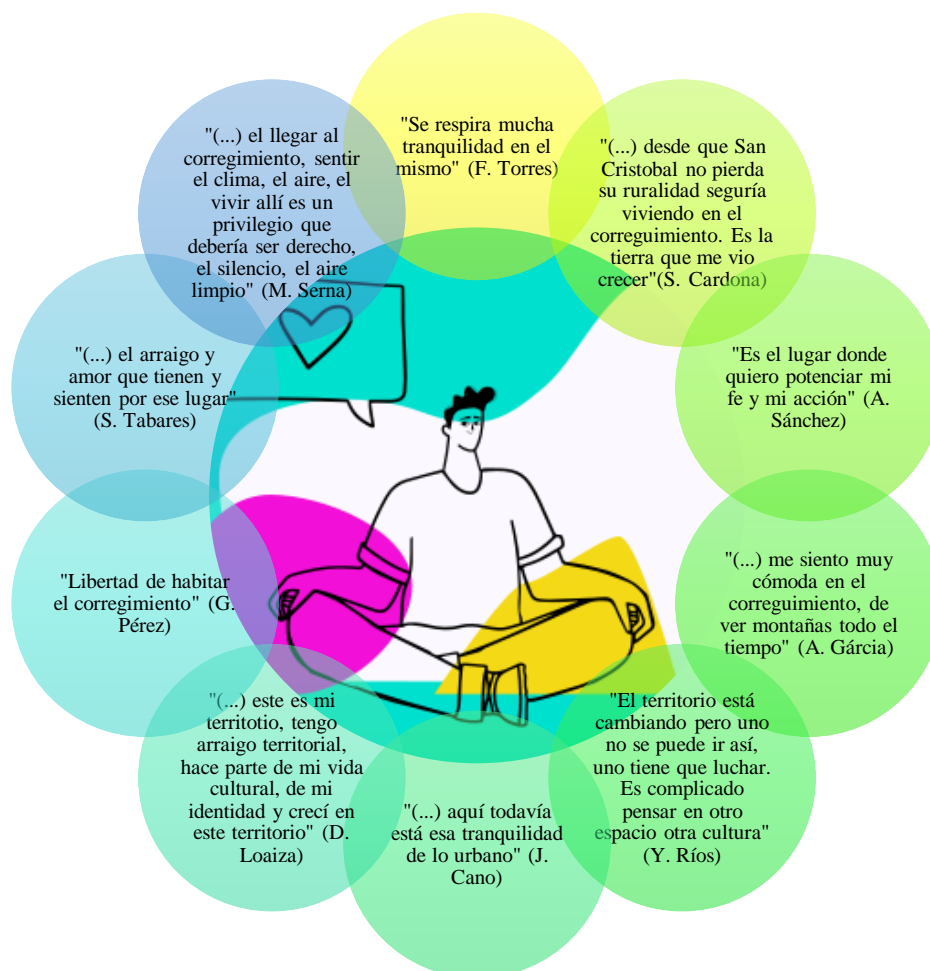 "Se respira mucha
tranquilidad en el
mismo" (F. Torres)
"(...) desde que San
Cristobal no pierda
su ruralidad seguría
viviendo en el
correguimiento. Es la
tierra que me vio
crecer"(S. Cardona)
"Es el lugar donde
quiero potenciar mi
fe y mi acción" (A.
Sánchez)
"(...) me siento muy
cómoda en el
correguimiento, de
ver montañas todo el
tiempo" (A. Gárcia)
"El territorio está
cambiando pero uno
no se puede ir así,
uno tiene que luchar.
Es complicado
pensar en otro
espacio otra cultura"
(Y. Ríos)
"(...) aquí todavía
está esa tranquilidad
de lo urbano" (J.
Cano)
"(...) este es mi
territotio, tengo
arraigo territorial,
hace parte de mi vida
cultural, de mi
identidad y crecí en
este territorio" (D.
Loaiza)
"Libertad de habitar
el corregimiento" (G.
Pérez)
"(...) el arraigo y
amor que tienen y
sienten por ese lugar"
(S. Tabares)
"(...) el llegar al
corregimiento, sentir
el clima, el aire, el
vivir allí es un
privilegio que
debería ser derecho,
el silencio, el aire
limpio" (M. Serna)